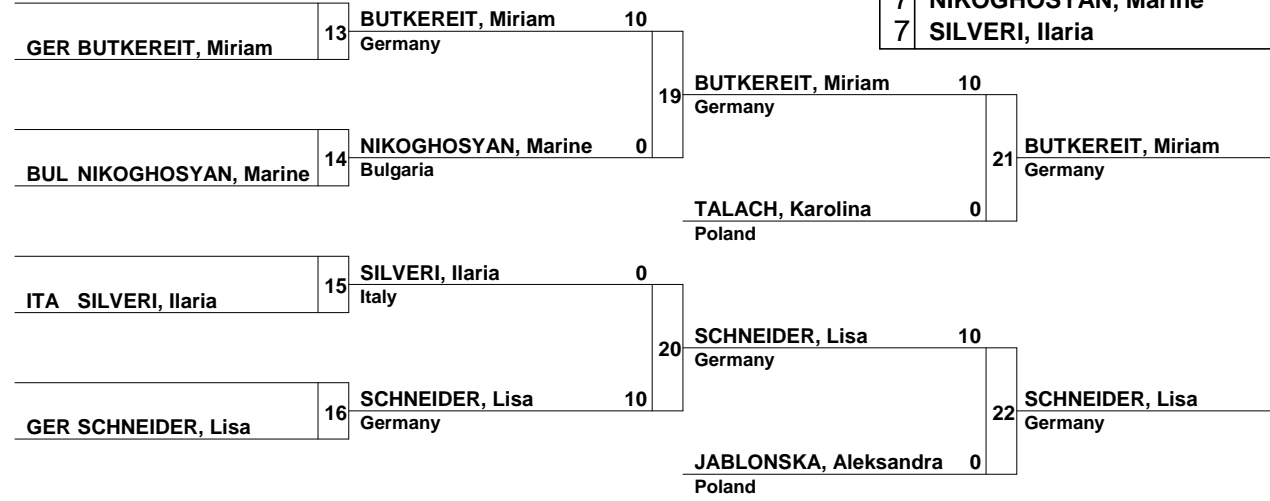 7 NIKOGHOSYAN, Marine
7 SILVERI, Ilaria
GER BUTKEREIT, Miriam
13
BUTKEREIT, Miriam 10
Germany
19
BUTKEREIT, Miriam 10
Germany
BUL NIKOGHOSYAN, Marine
14
NIKOGHOSYAN, Marine 0
Bulgaria
21
BUTKEREIT, Miriam
Germany
TALACH, Karolina 0
Poland
ITA SILVERI, Ilaria
15
SILVERI, Ilaria 0
Italy
20
SCHNEIDER, Lisa 10
Germany
GER SCHNEIDER, Lisa
16
SCHNEIDER, Lisa 10
Germany
22
SCHNEIDER, Lisa
Germany
JABLONSKA, Aleksandra 0
Poland